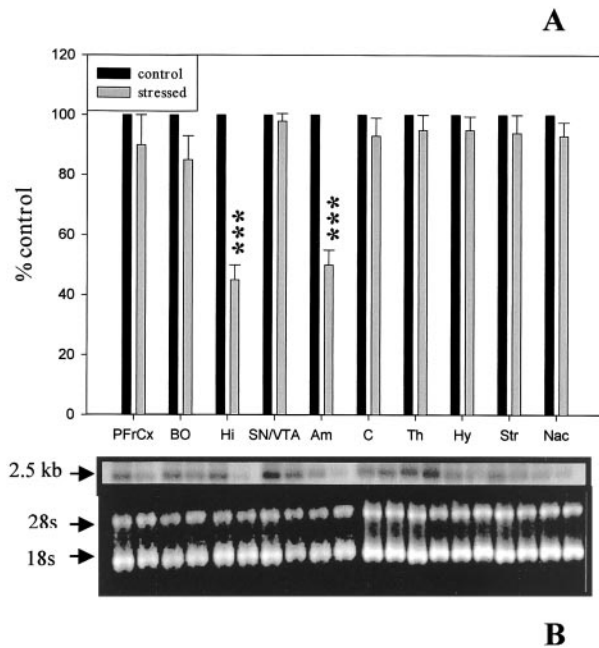 A
120
100
80
60
40
20
0
% control
control
stressed
***
***
PFrCx BO Hi SN/VTA Am C Th Hy Str Nac
2.5 kb
28s
18s
B